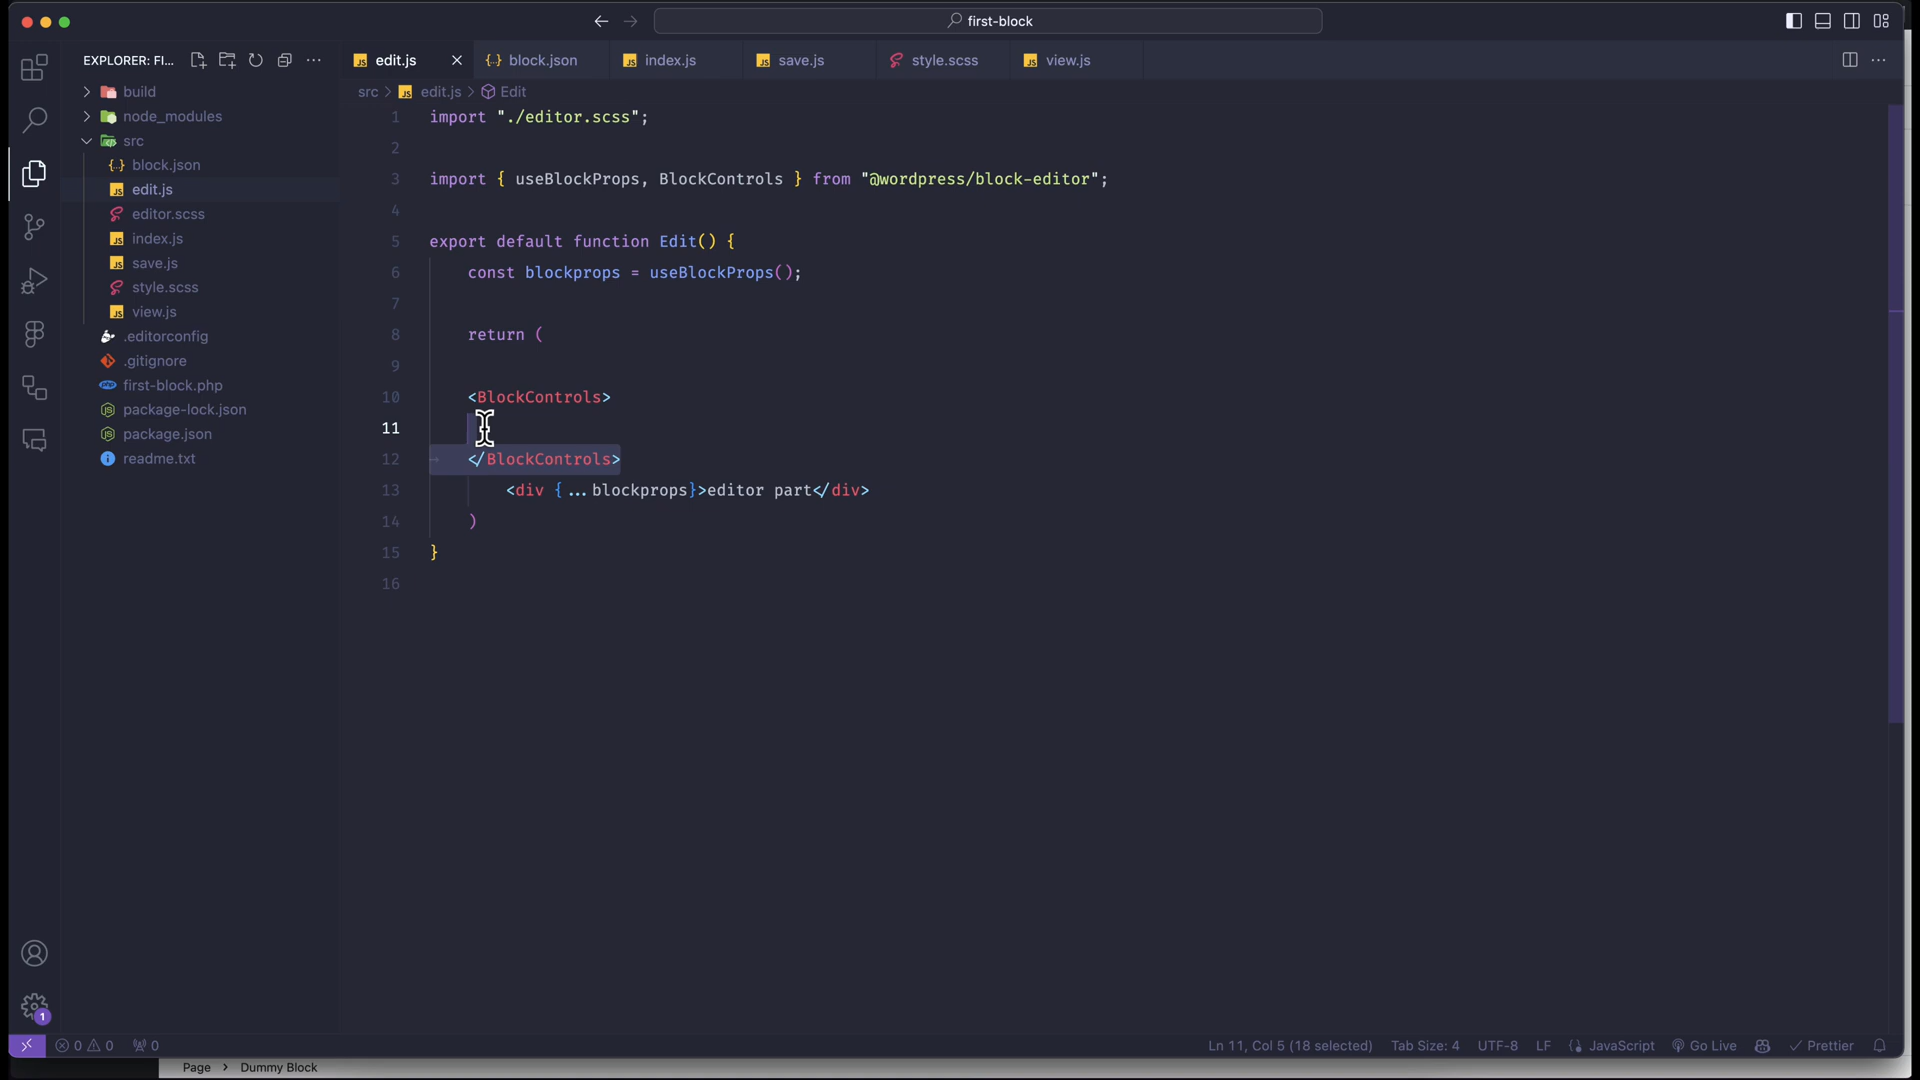 first-block
EXPLORER: FI...
edit.js
block.json
index.js
save.js
style.scss
view.js
src > edit.js > Edit
build
node_modules
src
block.json
edit.js
editor.scss
index.js
save.js
style.scss
view.js
.editorconfig
.gitignore
first-block.php
package-lock.json
package.json
readme.txt
1 import "./editor.scss";
2
3 import { useBlockProps, BlockControls } from "@wordpress/block-editor";
4
5 export default function Edit() {
6 const blockprops = useBlockProps();
7
8 return (
9
10 <BlockControls>
11
12 </BlockControls>
13 <div {...blockprops}>editor part</div>
14 )
15 }
16
1
0 0 0 Ln 11, Col 5 (18 selected) Tab Size: 4 UTF-8 LF JavaScript Go Live Prettier
Page > Dummy Block